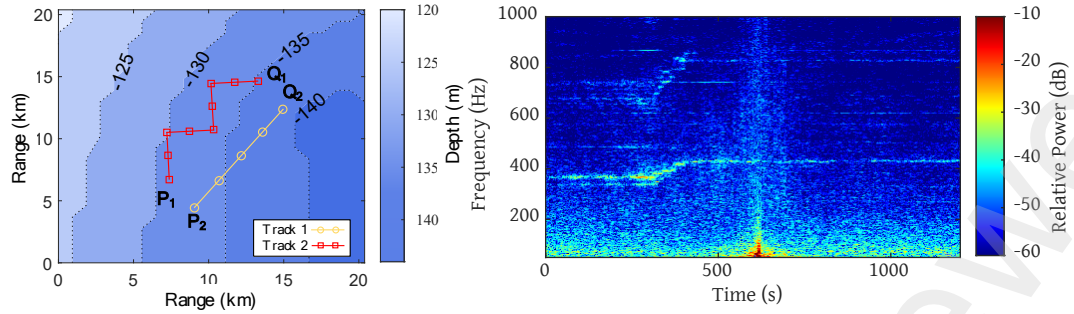 20
15
10
5
0
Range (km)
0
5
10
15
20
Range (km)
-125
-130
-135
-140
P1
P2
Q1
Q2
Track 1
Track 2
120
125
130
135
140
Depth (m)
1000
800
600
400
200
Frequency (Hz)
0
500
1000
Time (s)
-10
-20
-30
-40
-50
-60
Relative Power (dB)